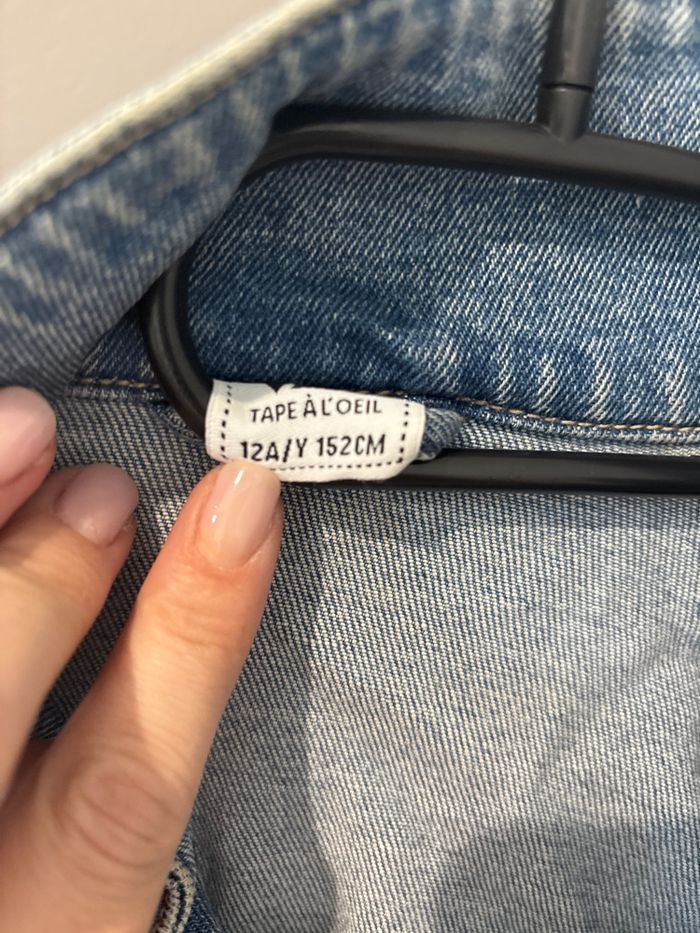 TAPE À L'OEIL
12A/Y 152CM